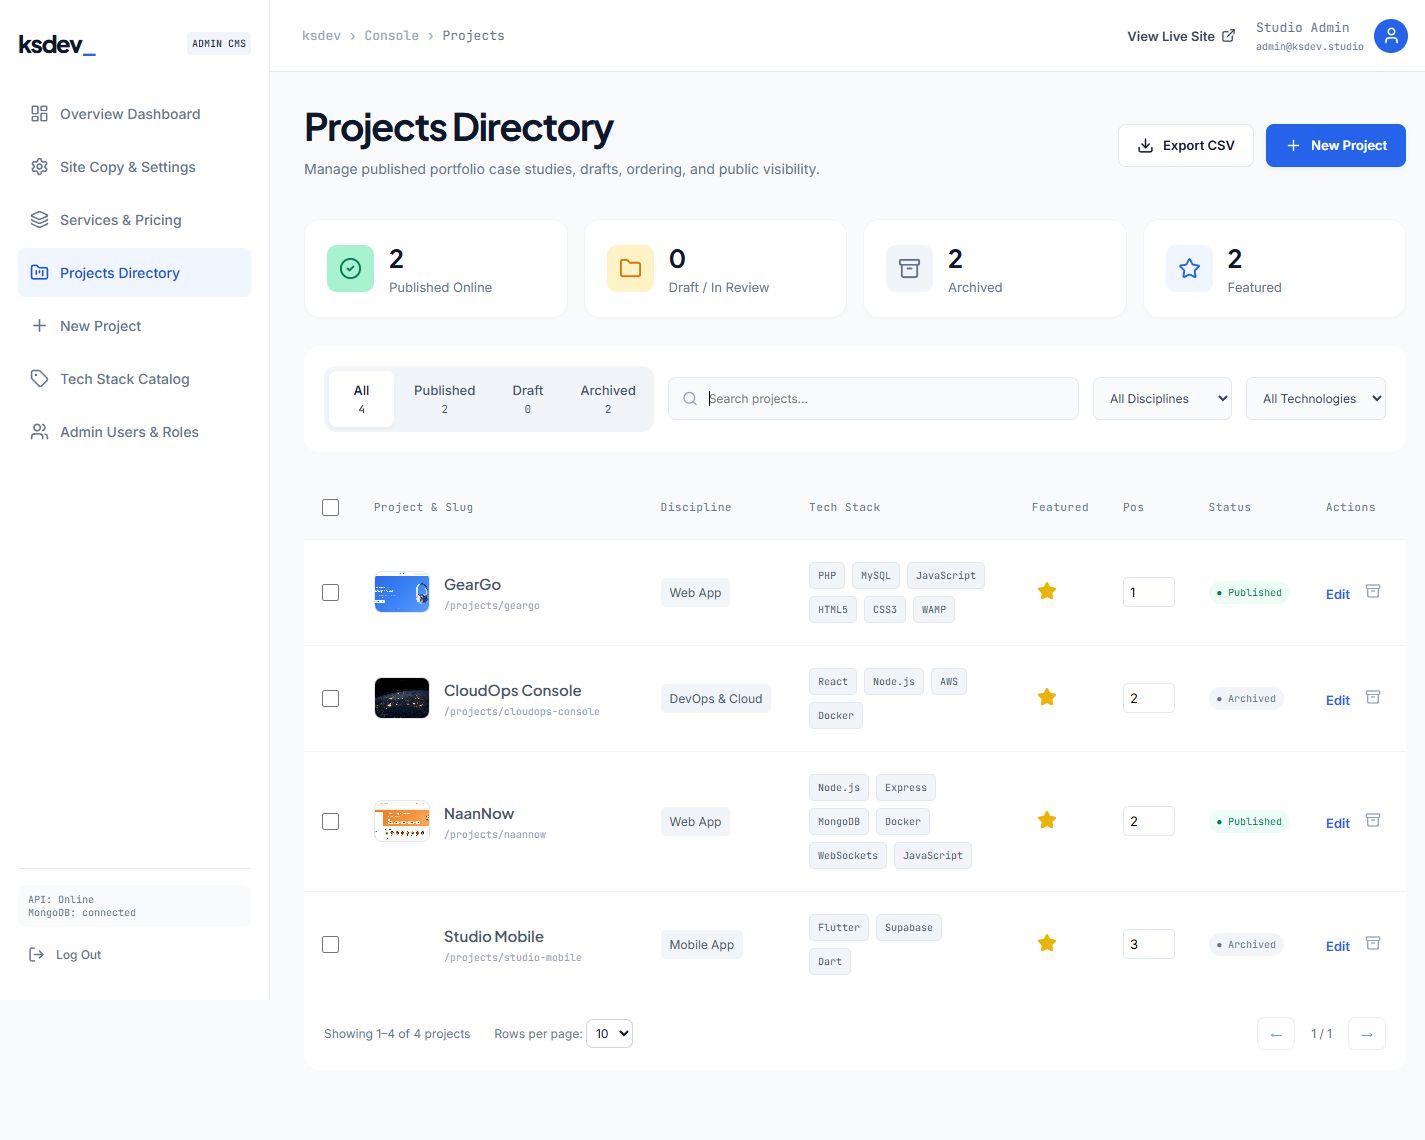 ksdev_
ADMIN CMS
Overview Dashboard
Site Copy & Settings
Services & Pricing
Projects Directory
New Project
Tech Stack Catalog
Admin Users & Roles
API: Online
MongoDB: connected
Log Out
ksdev › Console › Projects
View Live Site
Studio Admin
admin@ksdev.studio
Projects Directory
Manage published portfolio case studies, drafts, ordering, and public visibility.
Export CSV
New Project
2
Published Online
0
Draft / In Review
2
Archived
2
Featured
All
4
Published
2
Draft
0
Archived
2
Search projects...
All Disciplines
All Technologies
Project & Slug Discipline Tech Stack Featured Pos Status Actions
GearGo
/projects/geargo
Web App
PHP MySQL JavaScript
HTML5 CSS3 WAMP
1
• Published
Edit
CloudOps Console
/projects/cloudops-console
DevOps & Cloud
React Node.js AWS
Docker
2
• Archived
Edit
NaanNow
/projects/naannow
Web App
Node.js Express
MongoDB Docker
WebSockets JavaScript
2
• Published
Edit
Studio Mobile
/projects/studio-mobile
Mobile App
Flutter Supabase
Dart
3
• Archived
Edit
Showing 1–4 of 4 projects
Rows per page: 10
← 1 / 1 →